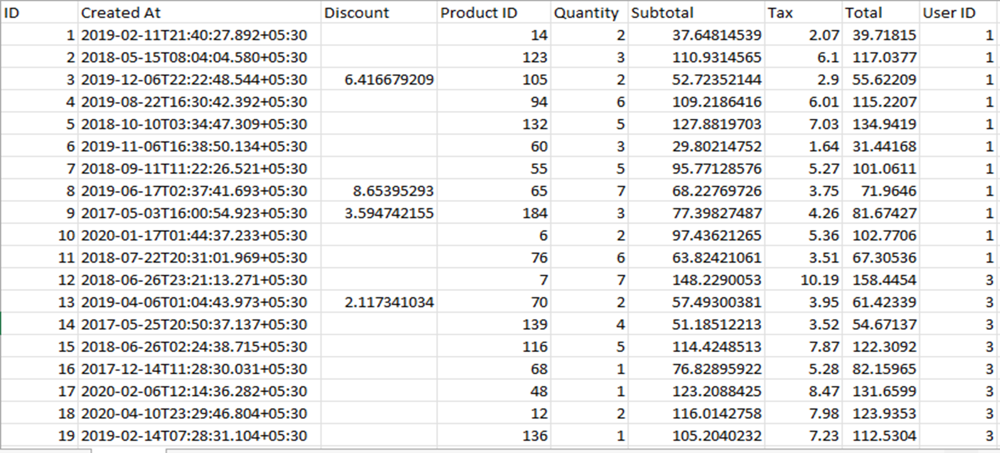 ID Created At Discount Product ID Quantity Subtotal Tax Total User ID
1 2019-02-11T21:40:27.892+05:30 14 2 37.64814539 2.07 39.71815 1
2 2018-05-15T08:04:04.580+05:30 123 3 110.9314565 6.1 117.0377 1
3 2019-12-06T22:22:48.544+05:30 6.416679209 105 2 52.72352144 2.9 55.62209 1
4 2019-08-22T16:30:42.392+05:30 94 6 109.2186416 6.01 115.2207 1
5 2018-10-10T03:34:47.309+05:30 132 5 127.8819703 7.03 134.9419 1
6 2019-11-06T16:38:50.134+05:30 60 3 29.80214752 1.64 31.44168 1
7 2018-09-11T11:22:26.521+05:30 55 5 95.77128576 5.27 101.0611 1
8 2019-06-17T02:37:41.693+05:30 8.65395293 65 7 68.22769726 3.75 71.9646 1
9 2017-05-03T16:00:54.923+05:30 3.594742155 184 3 77.39827487 4.26 81.67427 1
10 2020-01-17T01:44:37.233+05:30 6 2 97.43621265 5.36 102.7706 1
11 2018-07-22T20:31:01.969+05:30 76 6 63.82421061 3.51 67.30536 1
12 2018-06-26T23:21:13.271+05:30 7 7 148.2290053 10.19 158.4454 3
13 2019-04-06T01:04:43.973+05:30 2.117341034 70 2 57.49300381 3.95 61.42339 3
14 2017-05-25T20:50:37.137+05:30 139 4 51.18512213 3.52 54.67137 3
15 2018-06-26T02:24:38.715+05:30 116 5 114.4248513 7.87 122.3092 3
16 2017-12-14T11:28:30.031+05:30 68 1 76.82895922 5.28 82.15965 3
17 2020-02-06T12:14:36.282+05:30 48 1 123.2088425 8.47 131.6599 3
18 2020-04-10T23:29:46.804+05:30 12 2 116.0142758 7.98 123.9353 3
19 2019-02-14T07:28:31.104+05:30 136 1 105.2040232 7.23 112.5304 3